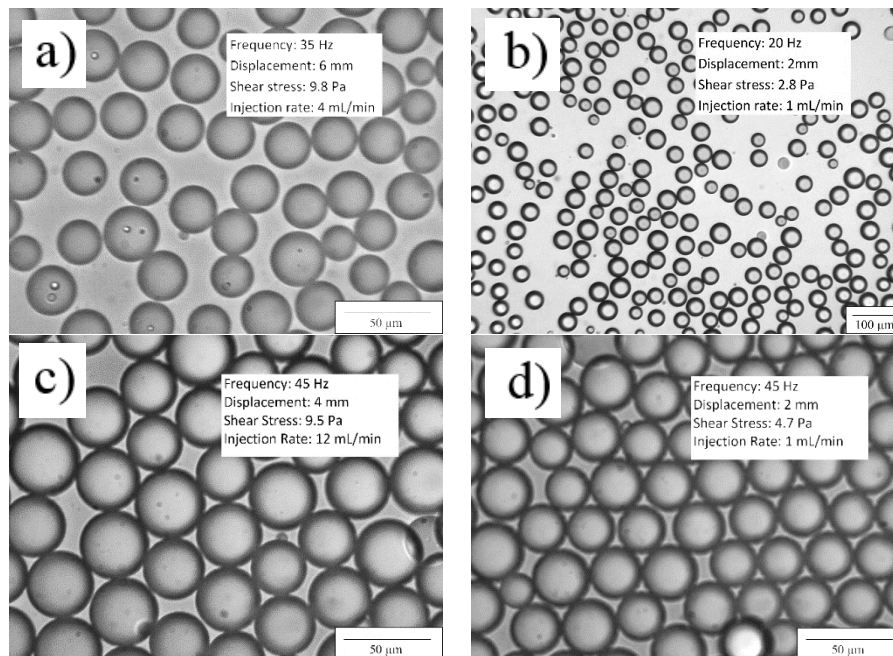 a)
Frequency: 35 Hz
Displacement: 6 mm
Shear stress: 9.8 Pa
Injection rate: 4 mL/min
50 µm
b)
Frequency: 20 Hz
Displacement: 2mm
Shear stress: 2.8 Pa
Injection rate: 1 mL/min
100 µm
c)
Frequency: 45 Hz
Displacement: 4 mm
Shear Stress: 9.5 Pa
Injection Rate: 12 mL/min
50 µm
d)
Frequency: 45 Hz
Displacement: 2 mm
Shear Stress: 4.7 Pa
Injection Rate: 1 mL/min
50 µm